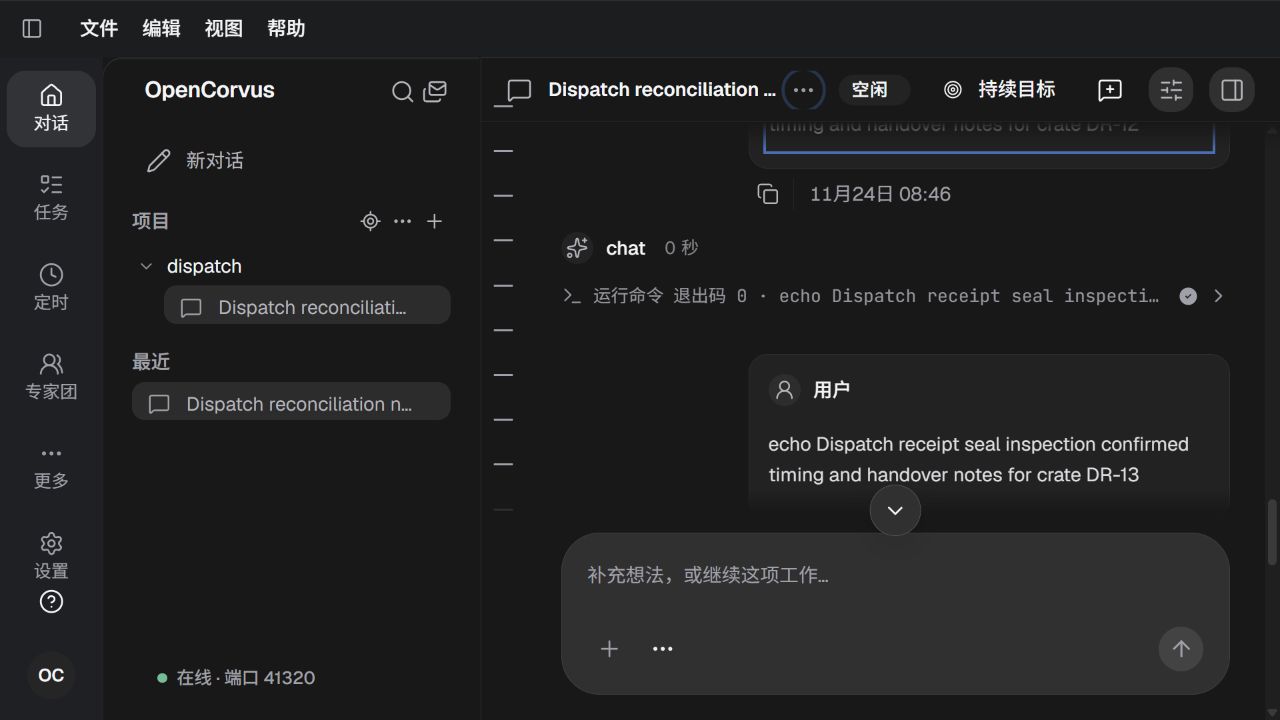 文件 编辑 视图 帮助
对话
任务
定时
专家团
更多
设置
OC
OpenCorvus
新对话
项目
dispatch
Dispatch reconciliati...
最近
Dispatch reconciliation n...
在线 · 端口 41320
Dispatch reconciliation ...
空闲
持续目标
timing and handover notes for crate DR-12
11月24日 08:46
chat 0 秒
运行命令 退出码 0 · echo Dispatch receipt seal inspecti...
用户
echo Dispatch receipt seal inspection confirmed
timing and handover notes for crate DR-13
补充想法，或继续这项工作...